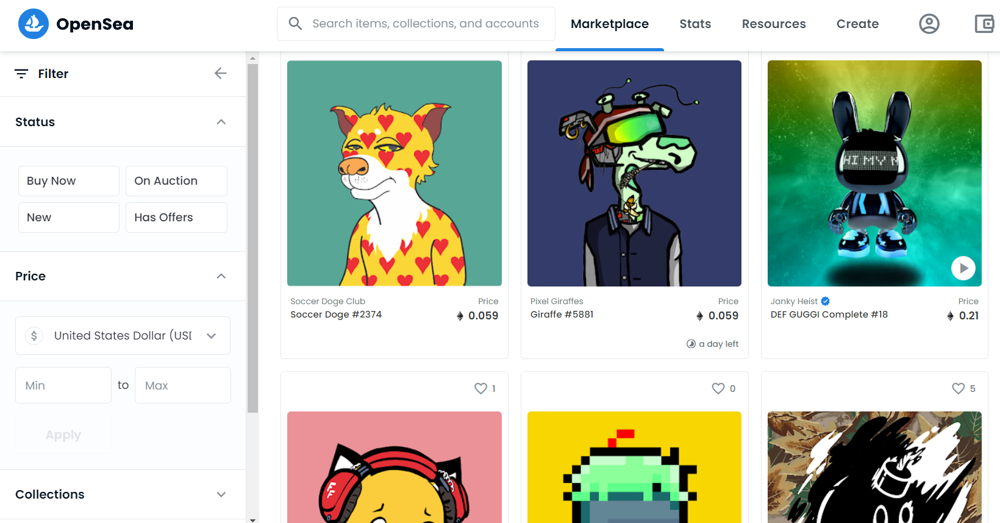 OpenSea
Search items, collections, and accounts
Marketplace
Stats
Resources
Create
Filter
Status
Buy Now
On Auction
New
Has Offers
Price
$ United States Dollar (USD
Min
to
Max
Apply
Collections
HI MY N
Soccer Doge Club
Price
Soccer Doge #2374
0.059
Pixel Giraffes
Price
Giraffe #5881
0.059
a day left
Janky Heist
Price
DEF GUGGI Complete #18
0.21
1
0
5
FF